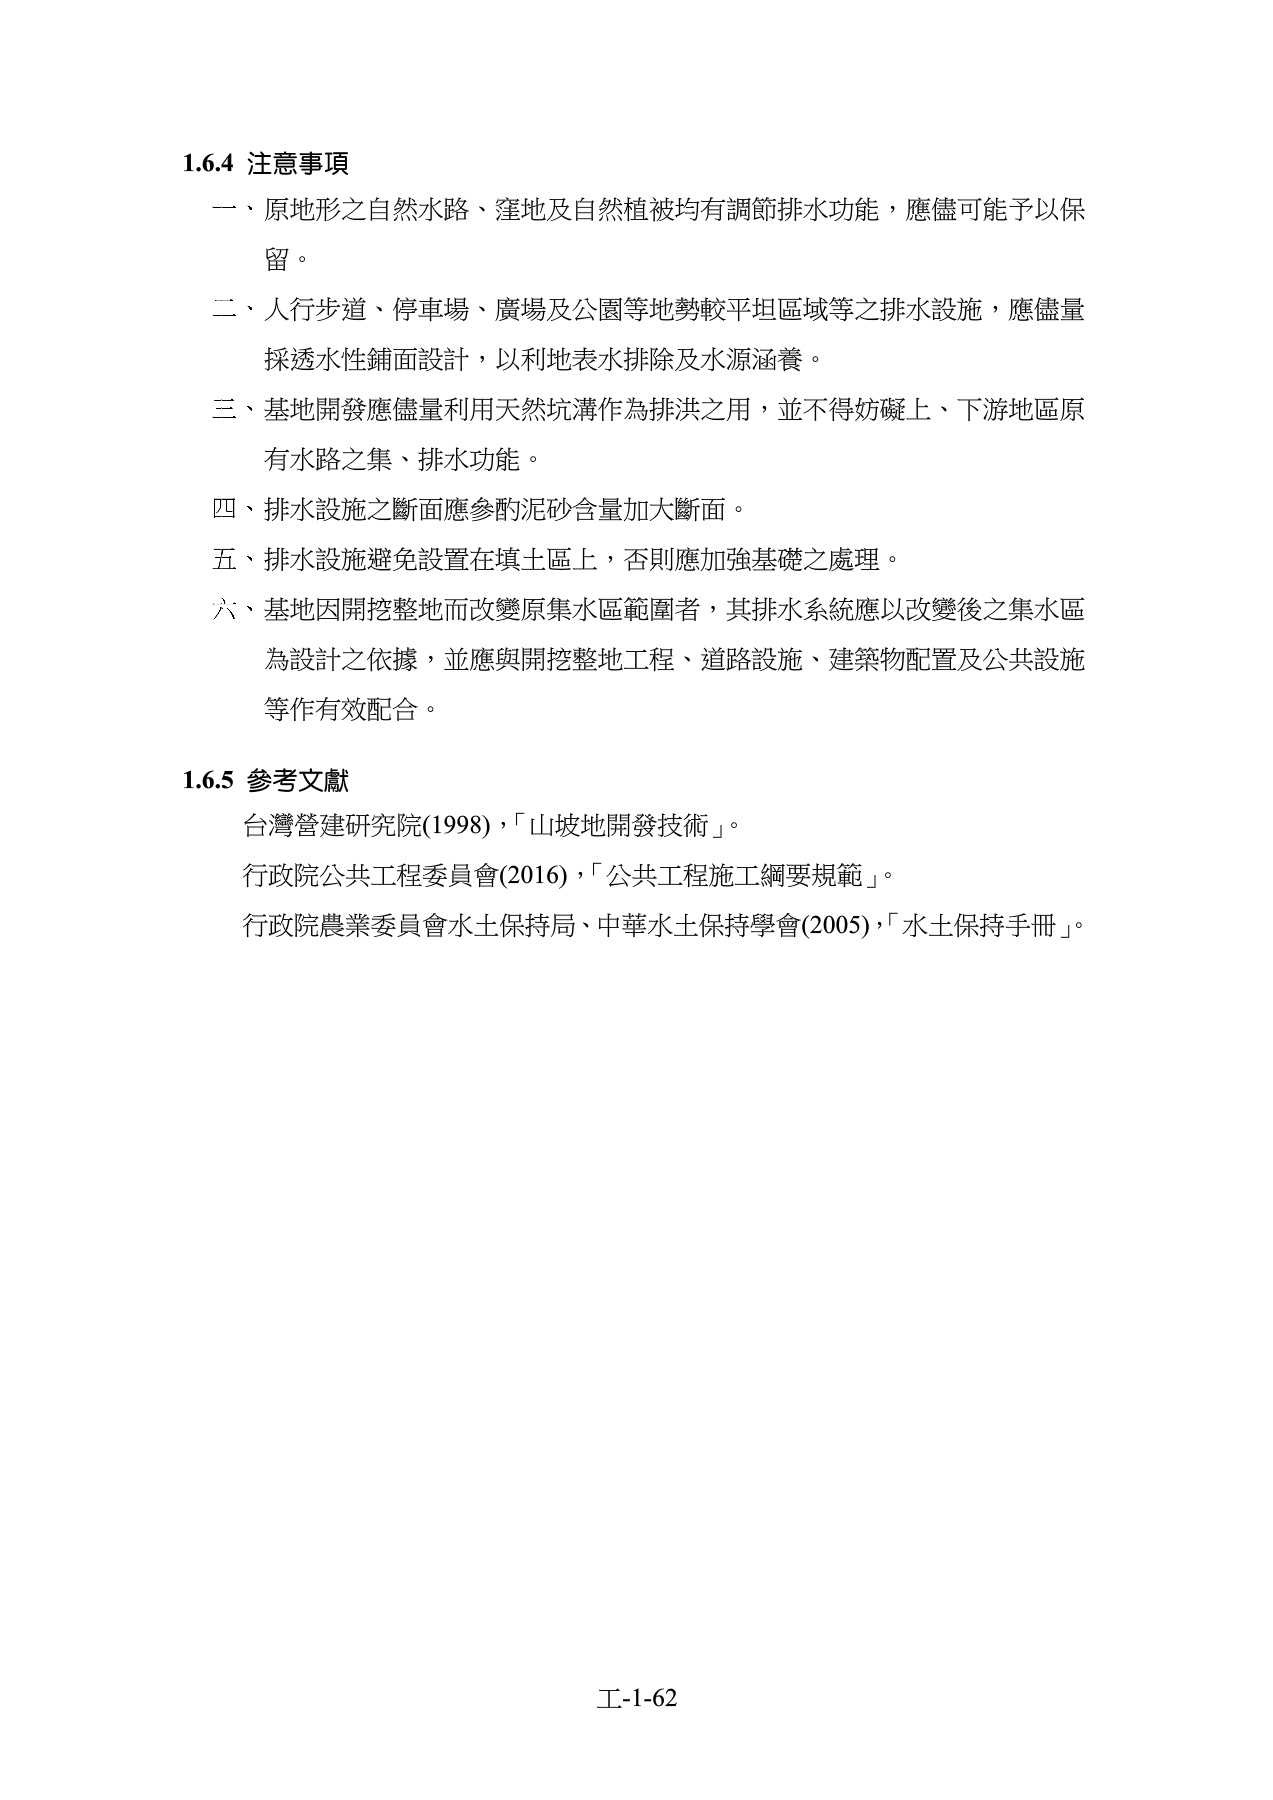 1.6.4 注意事項
一、原地形之自然水路、窪地及自然植被均有調節排水功能，應儘可能予以保
留。
二、人行步道、停車場、廣場及公園等地勢較平坦區域等之排水設施，應儘量
採透水性鋪面設計，以利地表水排除及水源涵養。
三、基地開發應儘量利用天然坑溝作為排洪之用，並不得妨礙上、下游地區原
有水路之集、排水功能。
四、排水設施之斷面應參酌泥砂含量加大斷面。
五、排水設施避免設置在填土區上，否則應加強基礎之處理。
六、基地因開挖整地而改變原集水區範圍者，其排水系統應以改變後之集水區
為設計之依據，並應與開挖整地工程、道路設施、建築物配置及公共設施
等作有效配合。
1.6.5 參考文獻
台灣營建研究院(1998)，「山坡地開發技術」。
行政院公共工程委員會(2016)，「公共工程施工綱要規範」。
行政院農業委員會水土保持局、中華水土保持學會(2005)，「水土保持手冊」。
工-1-62